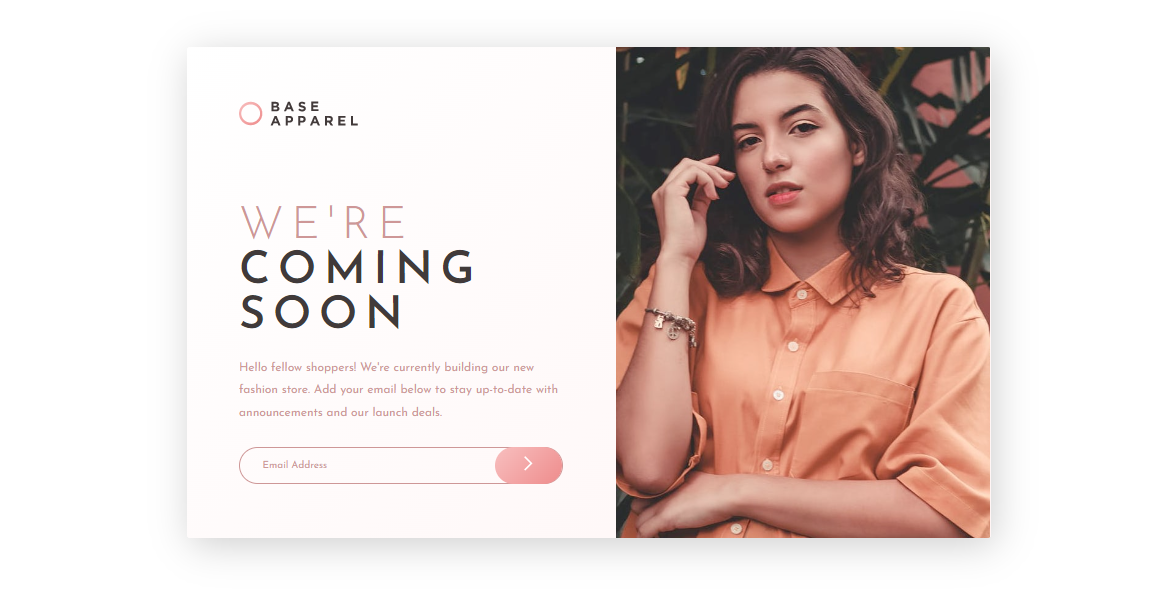 BASE
APPAREL
WE'RE
COMING
SOON
Hello fellow shoppers! We're currently building our new
fashion store. Add your email below to stay up-to-date with
announcements and our launch deals.
Email Address